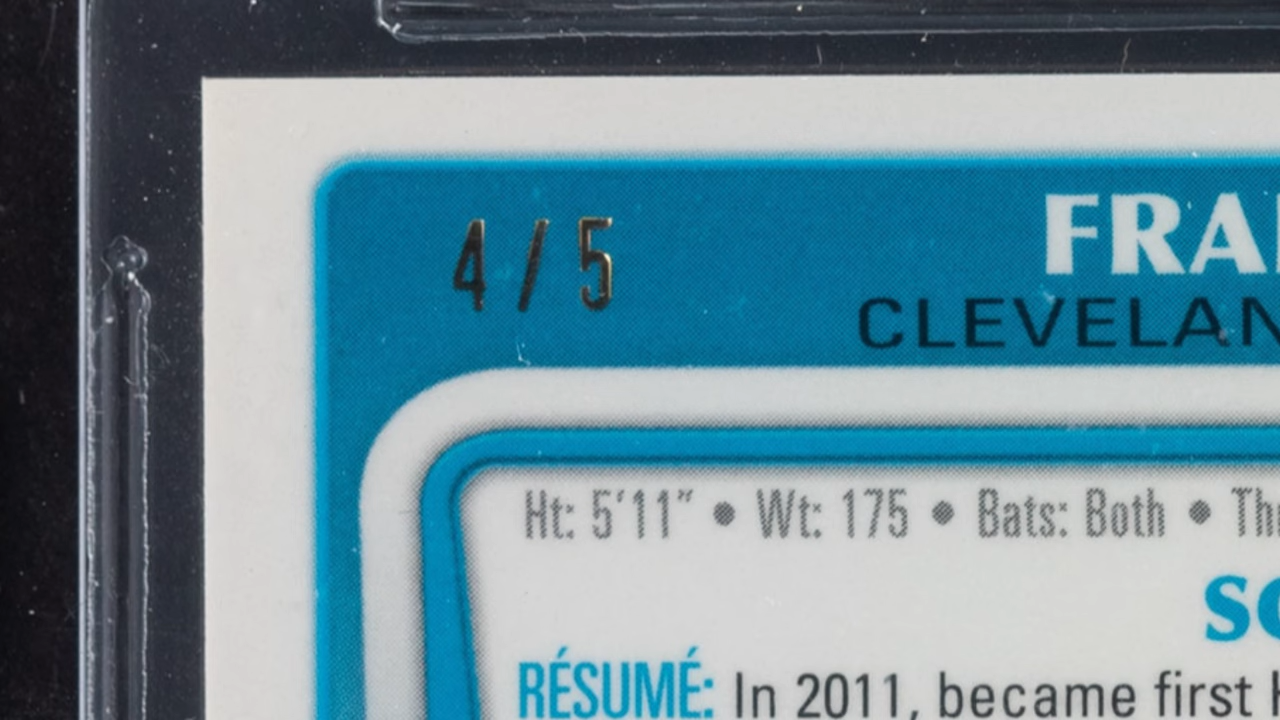 4/5
FRA
CLEVELAN
Ht: 5'11" • Wt: 175 • Bats: Both • Th
SC
RÉSUMÉ: In 2011, became first